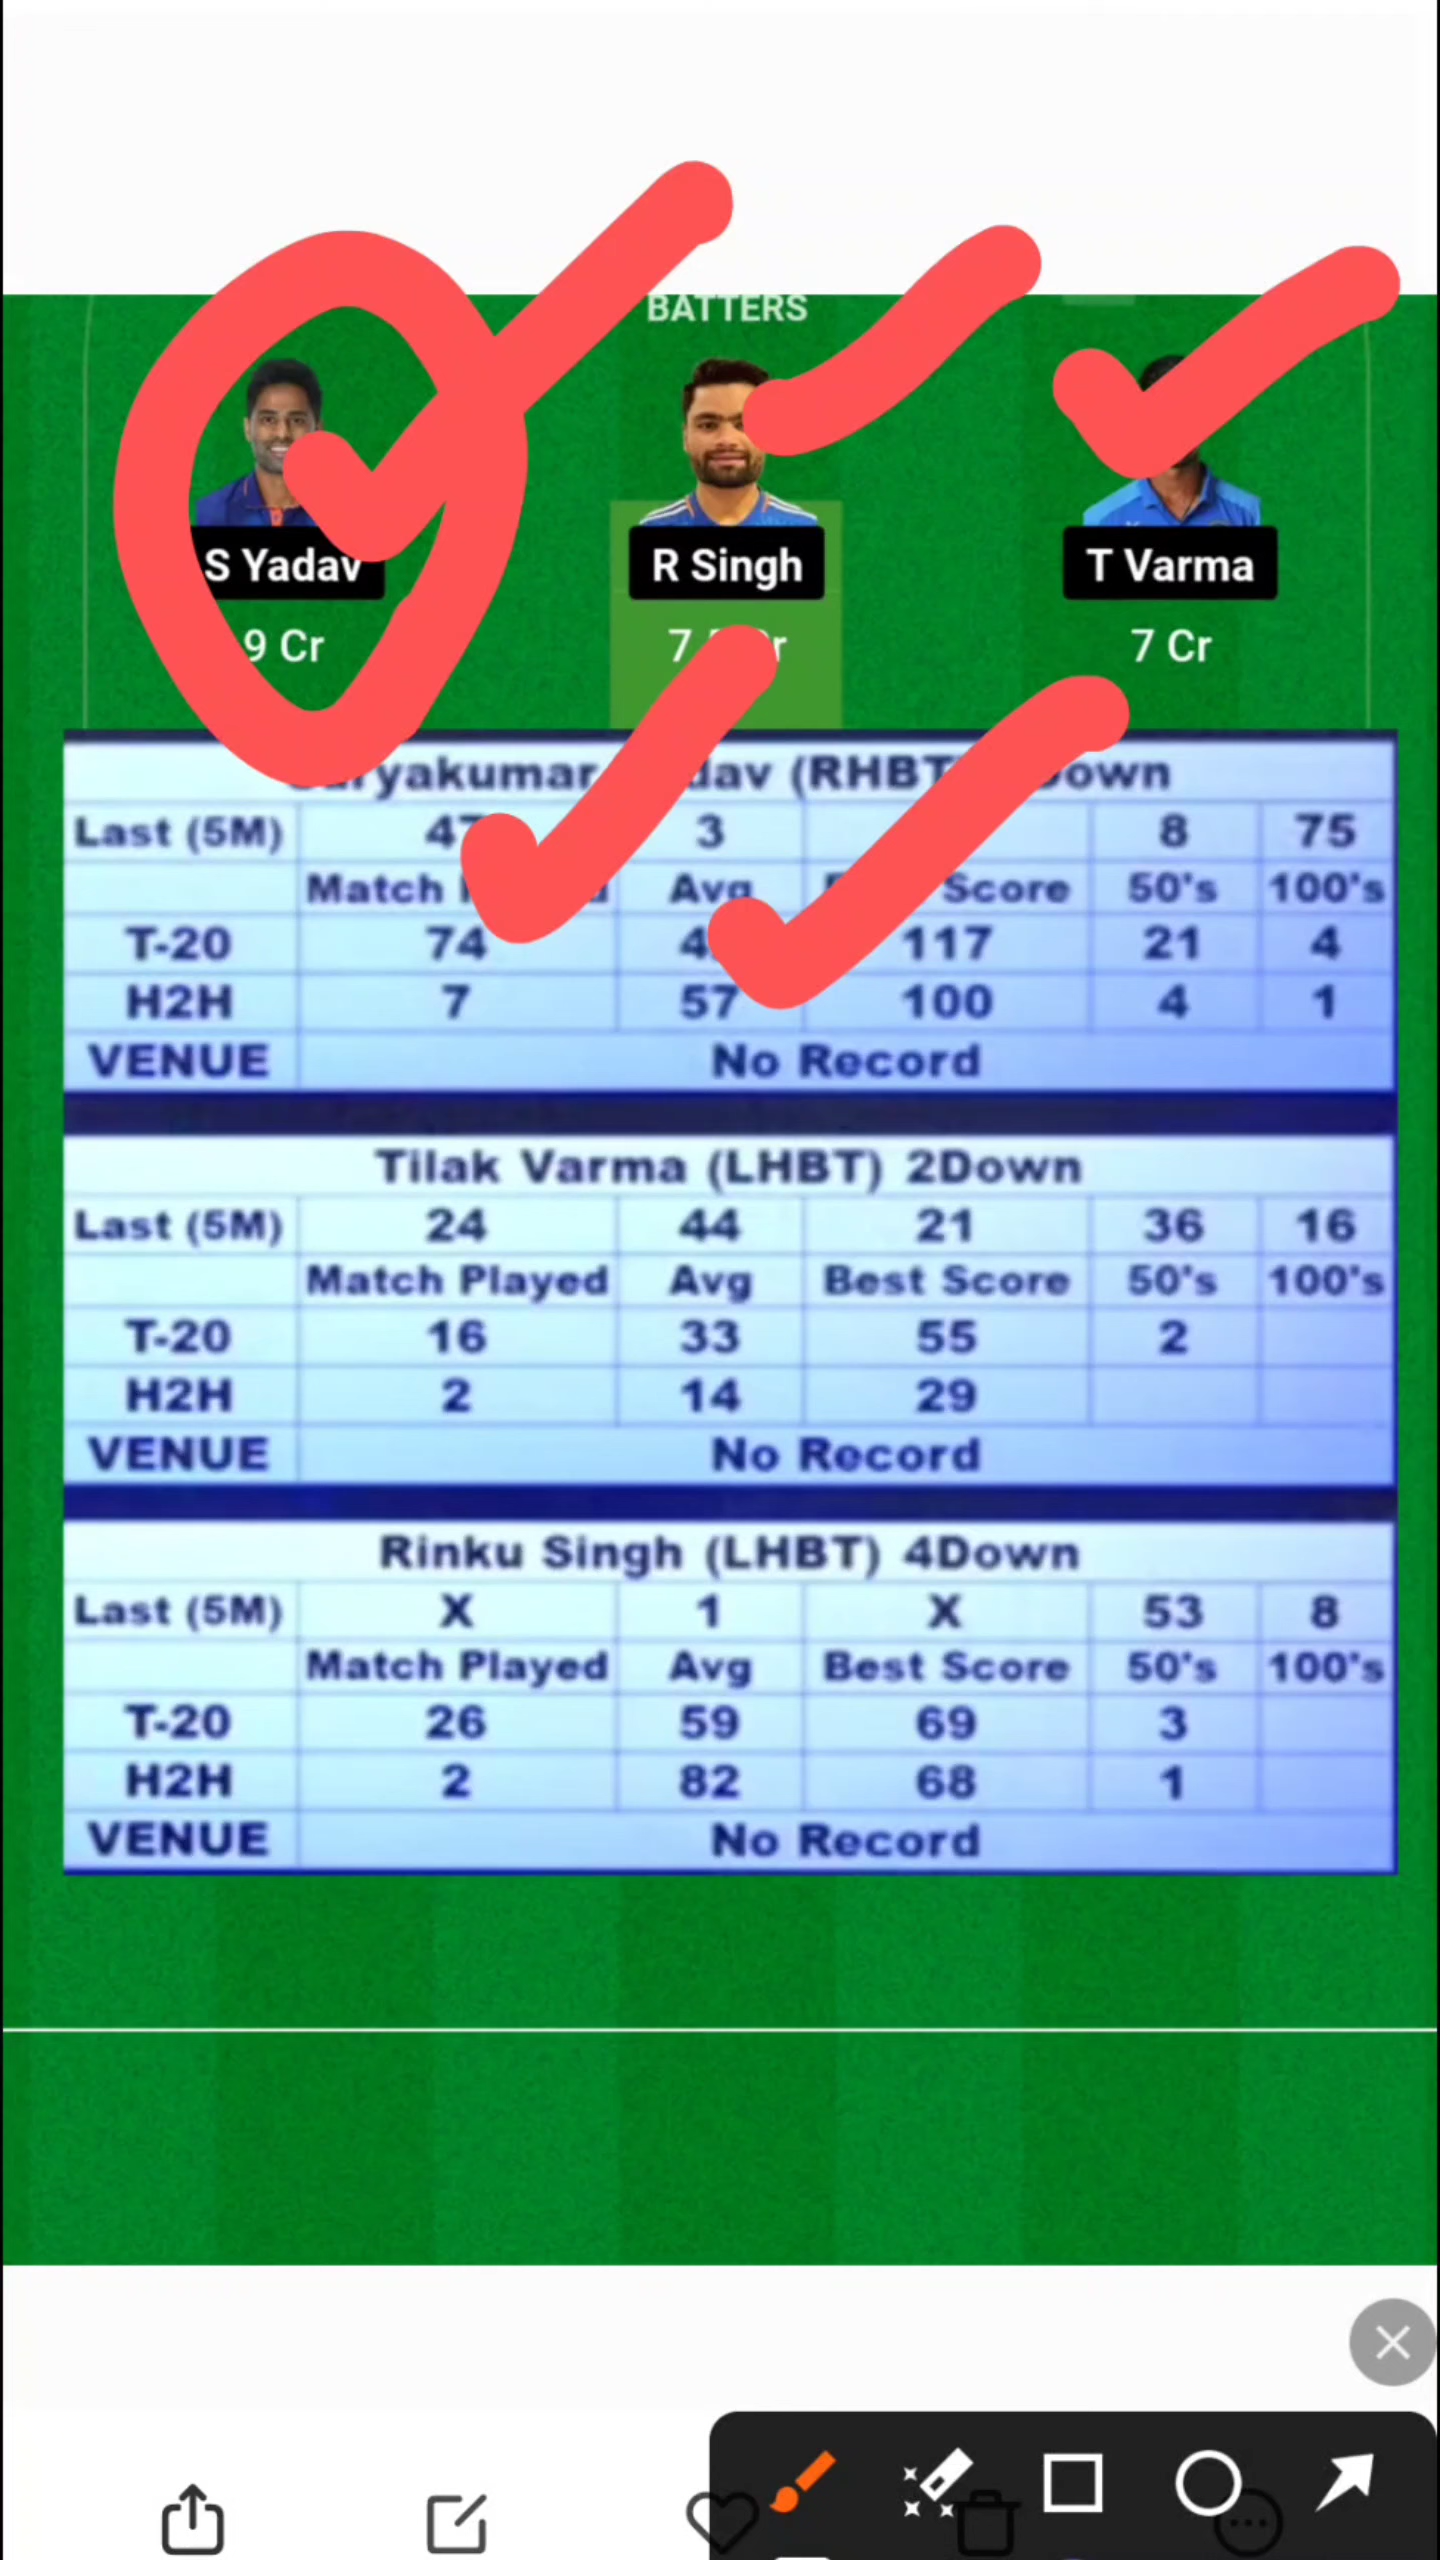 BATTERS
S Yadav R Singh T Varma
9 Cr 7 Cr
(RHBT
Last (5M) 3 8 75
Match Avg Score 50's 100's
T-20 74 117 21 4
H2H 7 57 100 4 1
VENUE No Record
Tilak Varma (LHBT) 2Down
Last (5M) 24 44 21 36 16
Match Played Avg Best Score 50's 100's
T-20 16 33 55 2
H2H 2 14 29
VENUE No Record
Rinku Singh (LHBT) 4Down
Last (5M) X 1 X 53 8
Match Played Avg Best Score 50's 100's
T-20 26 59 69 3
H2H 2 82 68 1
VENUE No Record